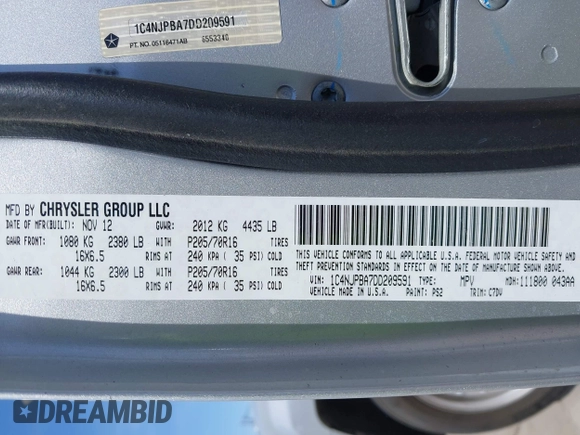 1C4NJPBA7DD209591
PT. NO. 05116471AB 6553340
MFD BY CHRYSLER GROUP LLC
DATE OF MFR(BUILT): NOV 12 GVWR: 2012 KG 4435 LB
GAWR FRONT: 1080 KG 2380 LB WITH P205/70R16 TIRES
16X6.5 RIMS AT 240 KPA ( 35 PSI) COLD
GAWR REAR: 1044 KG 2300 LB WITH P205/70R16 TIRES
16X6.5 RIMS AT 240 KPA ( 35 PSI) COLD
THIS VEHICLE CONFORMS TO ALL APPLICABLE U.S.A. FEDERAL MOTOR VEHICLE SAFETY AND
THEFT PREVENTION STANDARDS IN EFFECT ON THE DATE OF MANUFACTURE SHOWN ABOVE.
VIN: 1C4NJPBA7DD209591 TYPE: MPV MDH:111800 043AA
VEHICLE MADE IN U.S.A. PAINT: PS2 TRIM: C7DV
DREAMBID